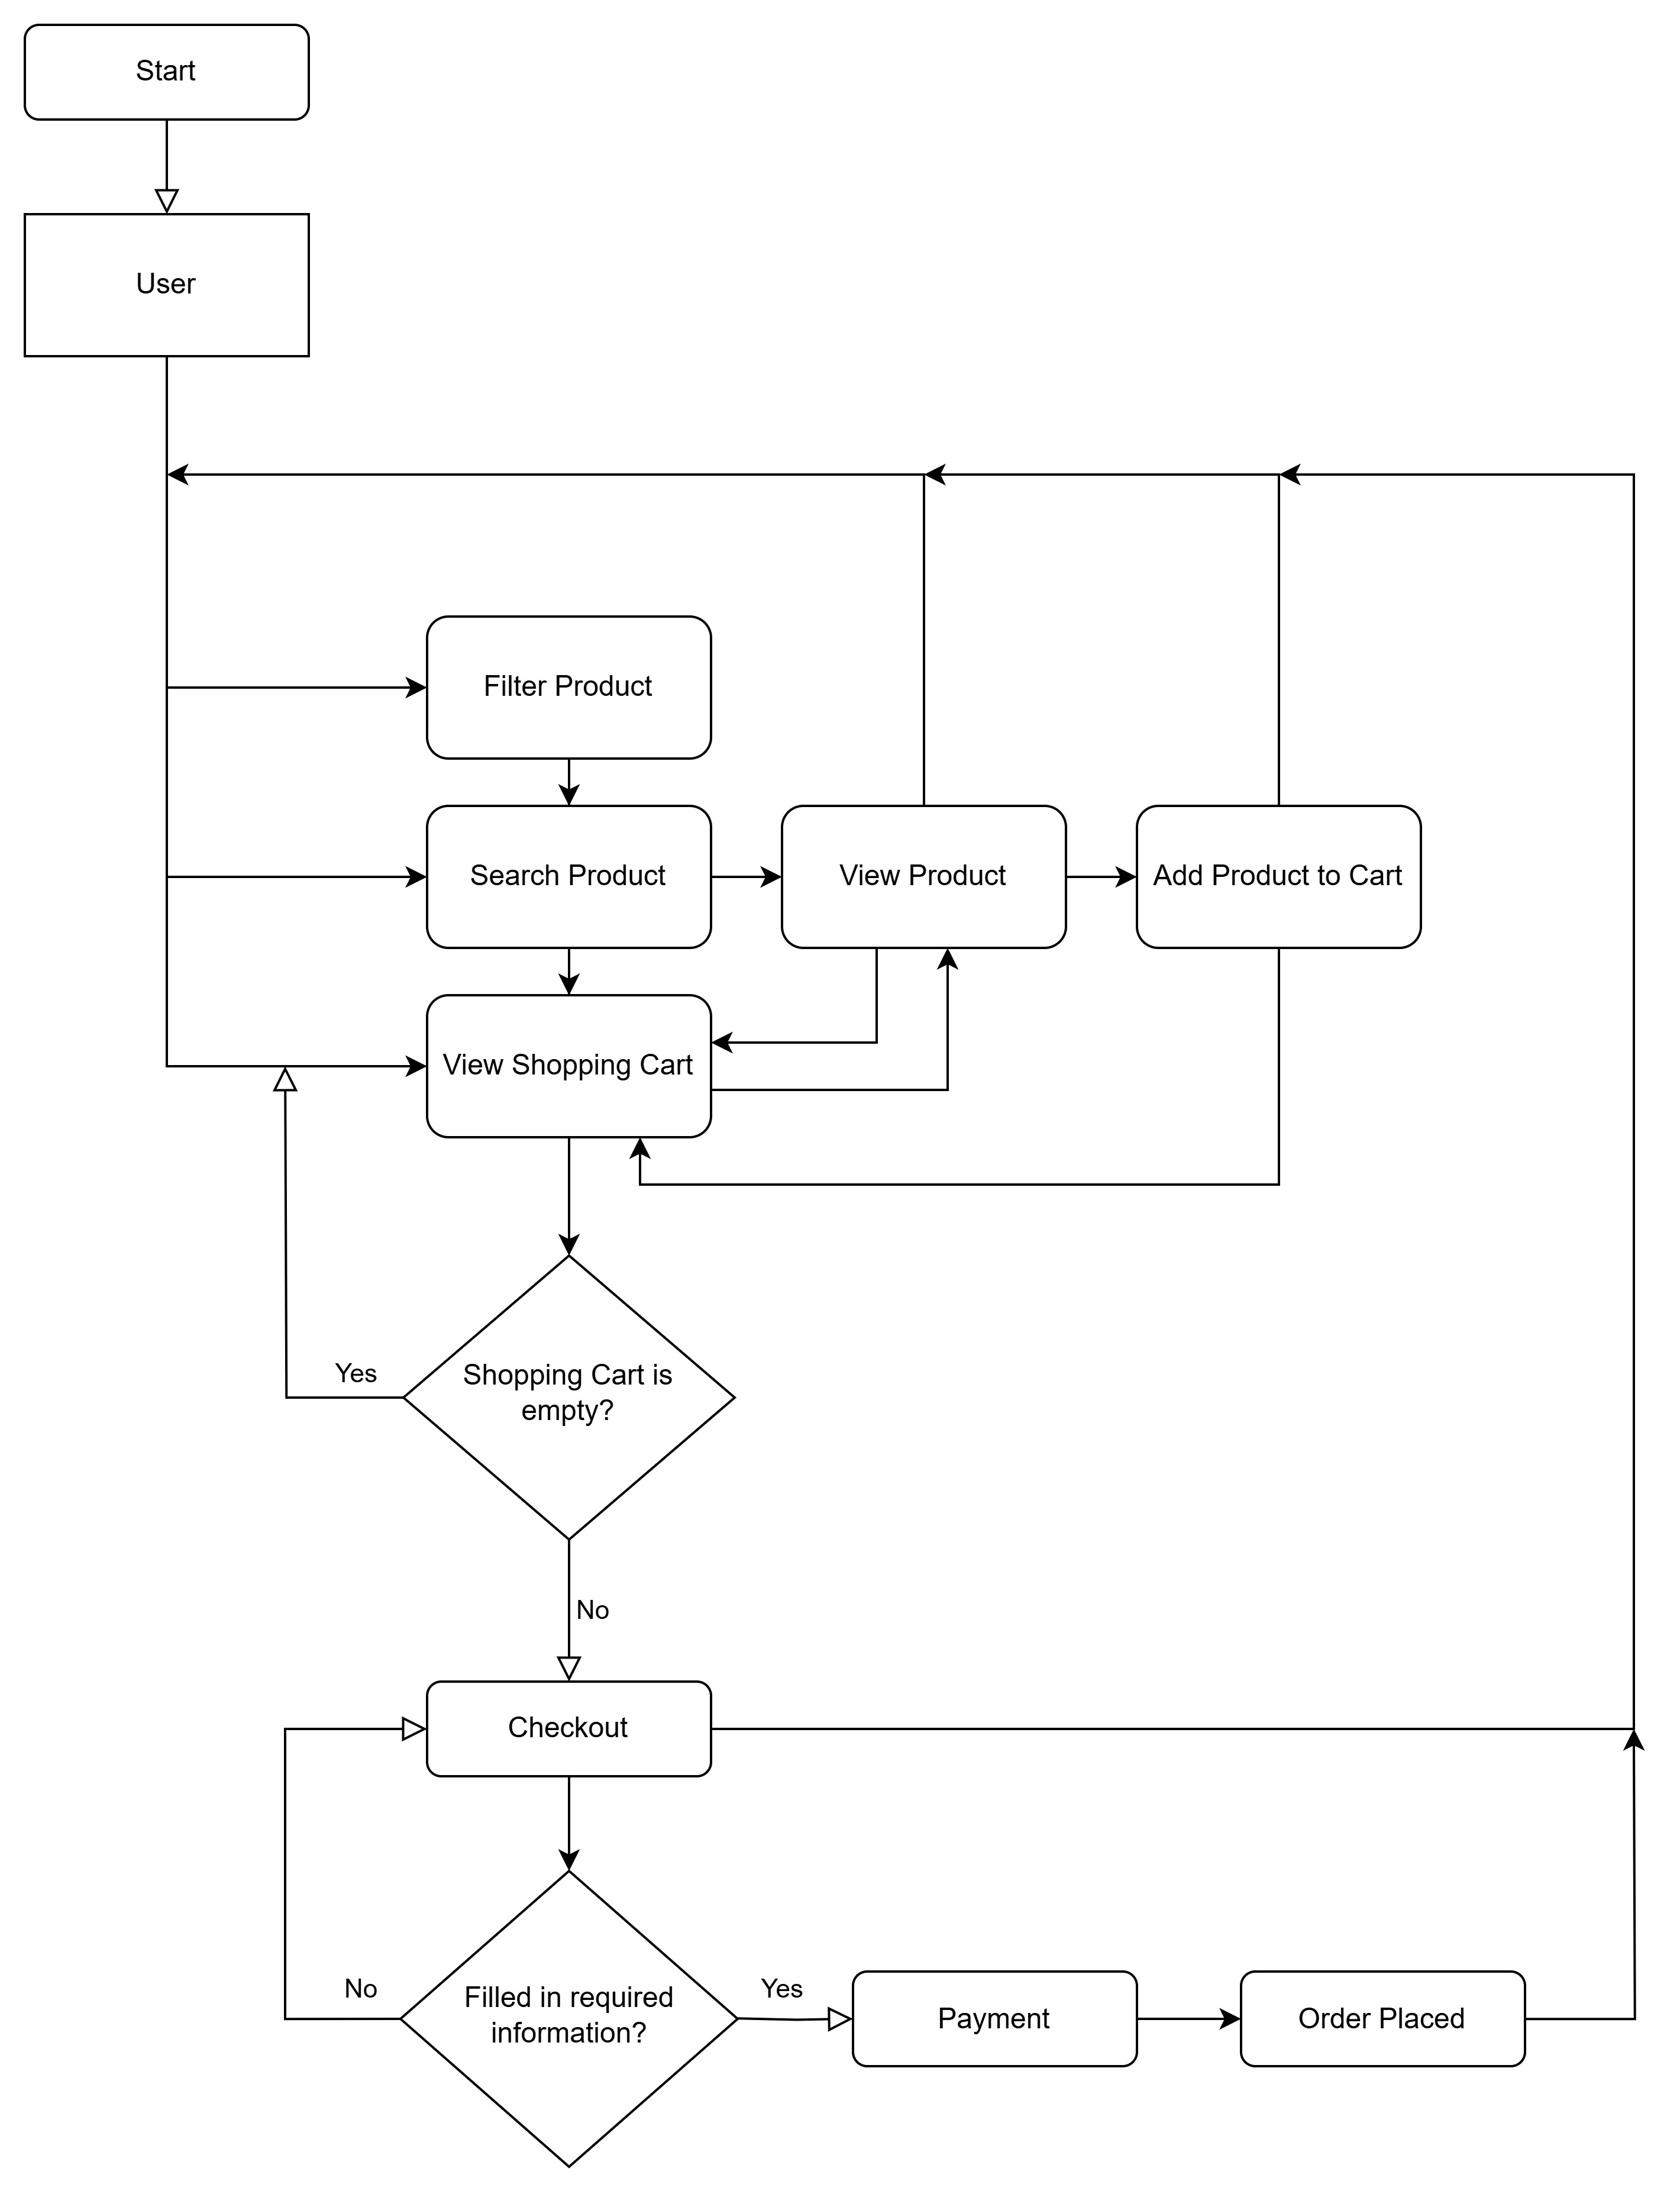 Start
User
Filter Product
Search Product
View Product
Add Product to Cart
View Shopping Cart
Yes
Shopping Cart is
empty?
No
Checkout
No
Filled in required
information?
Yes
Payment
Order Placed